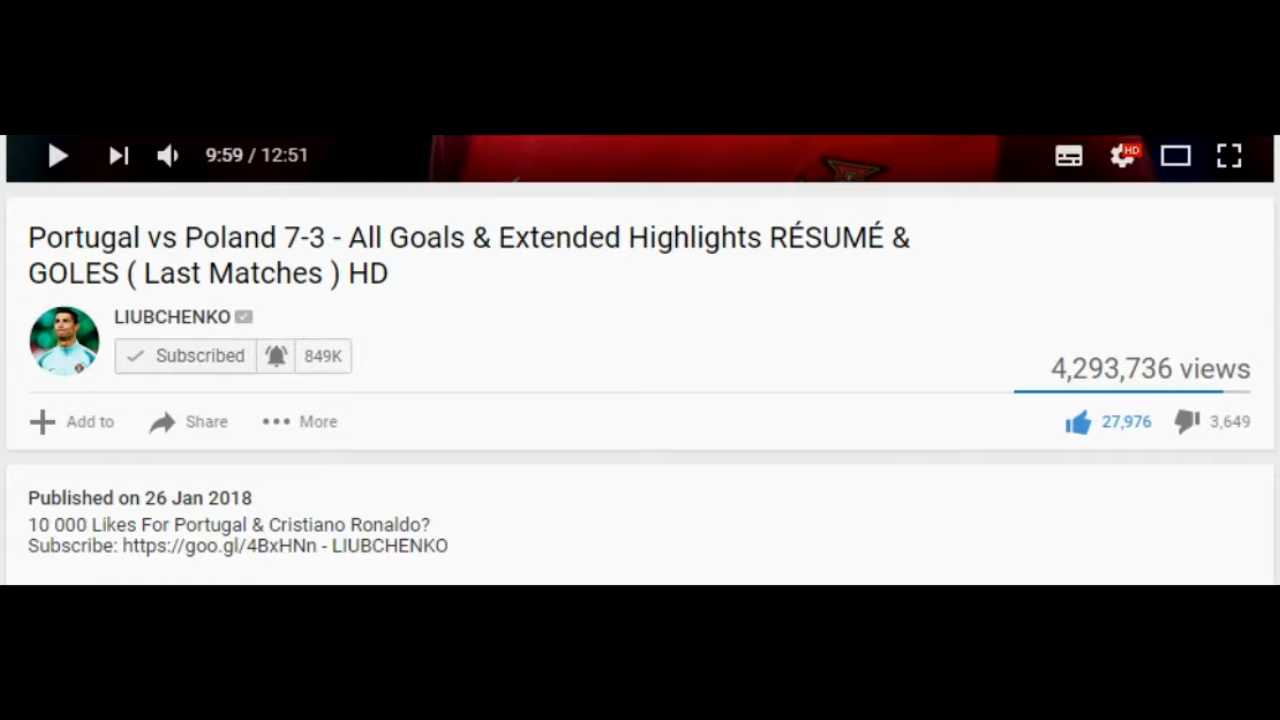 9:59 / 12:51
HD
Portugal vs Poland 7-3 - All Goals & Extended Highlights RÉSUMÉ &
GOLES ( Last Matches ) HD
LIUBCHENKO
Subscribed 849K
4,293,736 views
Add to Share More 27,976 3,649
Published on 26 Jan 2018
10 000 Likes For Portugal & Cristiano Ronaldo?
Subscribe: https://goo.gl/4BxHNn - LIUBCHENKO